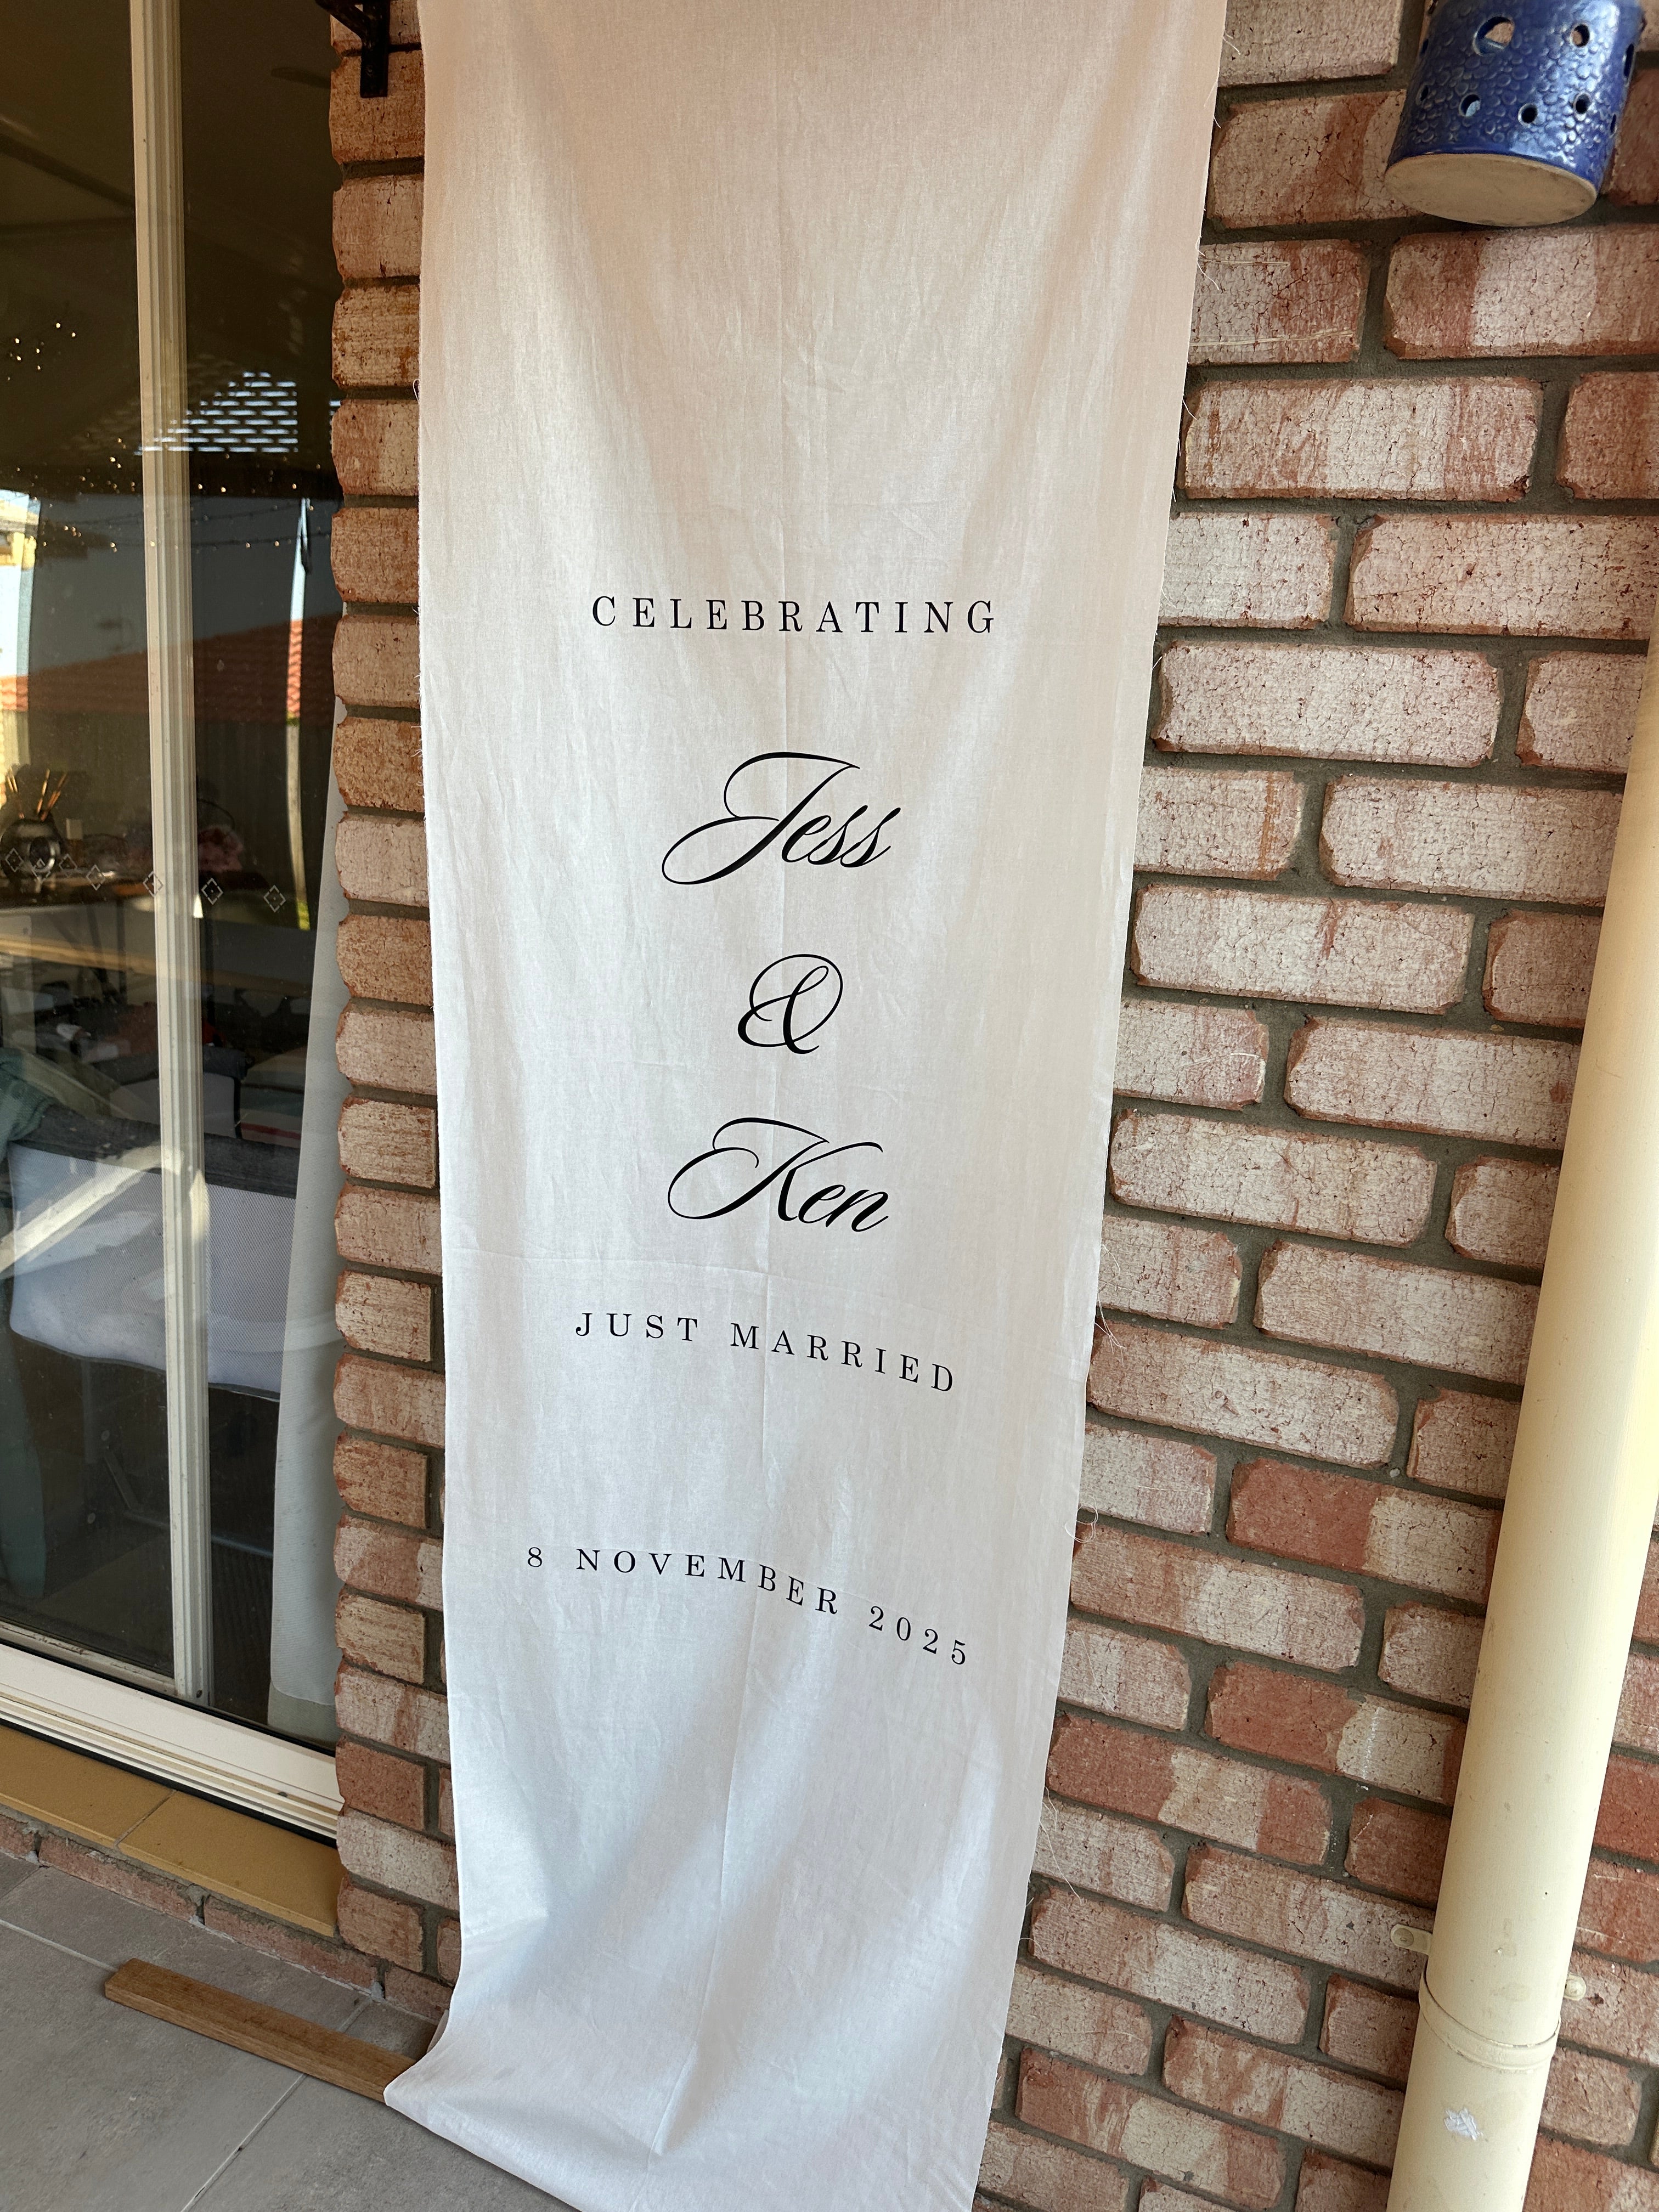 CELEBRATING
Jess
&
Ken
JUST MARRIED
8 NOVEMBER 2025